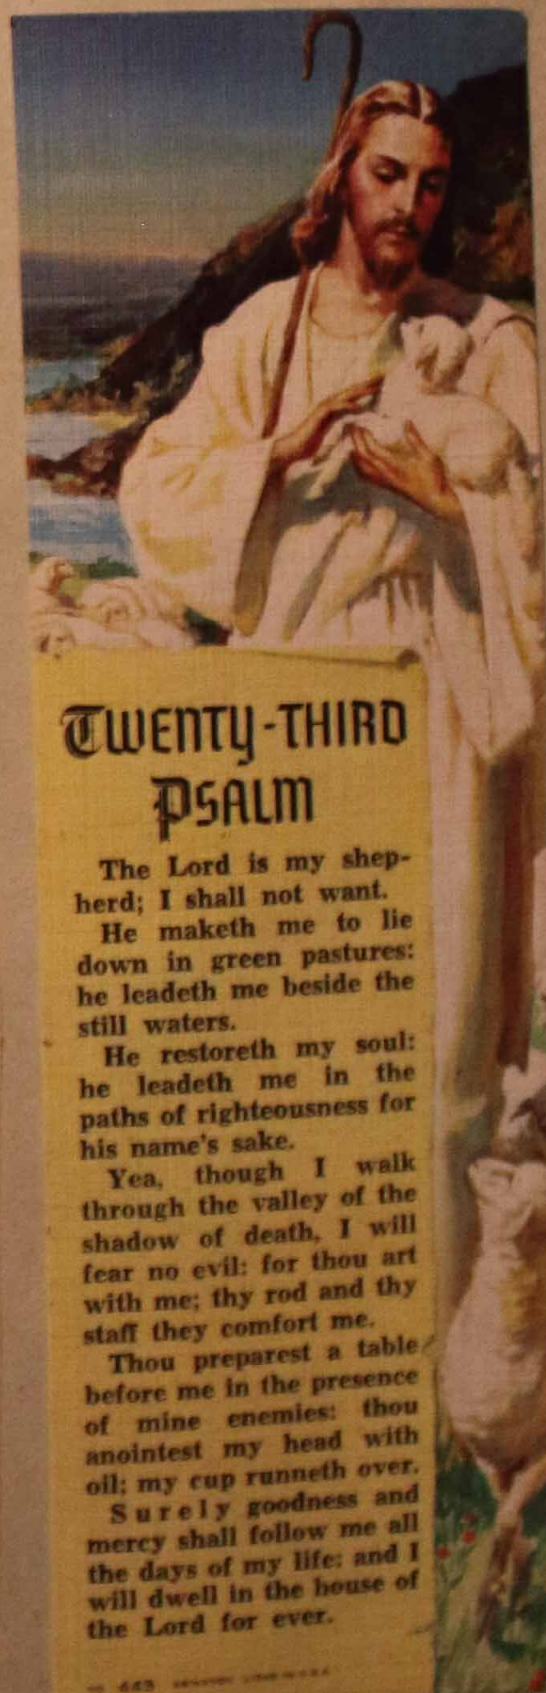 Twenty-Third
Psalm
The Lord is my shep-
herd; I shall not want.
He maketh me to lie
down in green pastures:
he leadeth me beside the
still waters.
He restoreth my soul:
he leadeth me in the
paths of righteousness for
his name's sake.
Yea, though I walk
through the valley of the
shadow of death, I will
fear no evil: for thou art
with me; thy rod and thy
staff they comfort me.
Thou preparest a table
before me in the presence
of mine enemies: thou
anointest my head with
oil; my cup runneth over.
Surely goodness and
mercy shall follow me all
the days of my life: and I
will dwell in the house of
the Lord for ever.
443